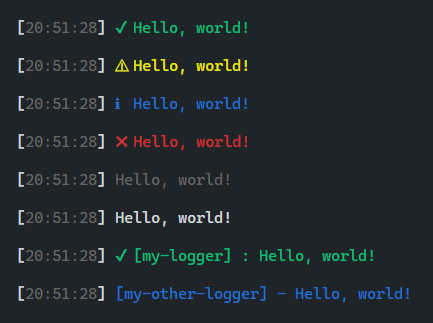 [20:51:28] ✔ Hello, world!
[20:51:28] ⚠ Hello, world!
[20:51:28] ℹ Hello, world!
[20:51:28] ✖ Hello, world!
[20:51:28] Hello, world!
[20:51:28] Hello, world!
[20:51:28] ✔ [my-logger] : Hello, world!
[20:51:28] [my-other-logger] - Hello, world!